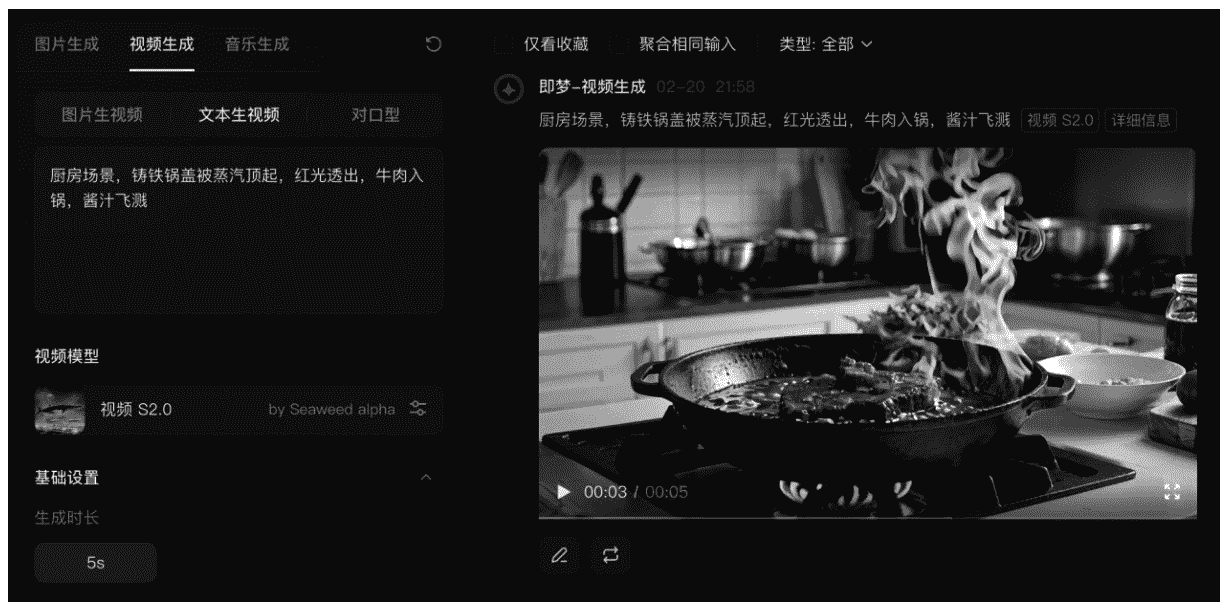 图片生成 视频生成 音乐生成
图片生视频 文本生视频 对口型
厨房场景，铸铁锅盖被蒸汽顶起，红光透出，牛肉入
锅，酱汁飞溅
视频模型
视频 S2.0 by Seaweed alpha
基础设置
生成时长
5s
仅看收藏 聚合相同输入 类型: 全部
即梦-视频生成 02-20 21:58
厨房场景，铸铁锅盖被蒸汽顶起，红光透出，牛肉入锅，酱汁飞溅 视频 S2.0 详细信息
00:03 / 00:05